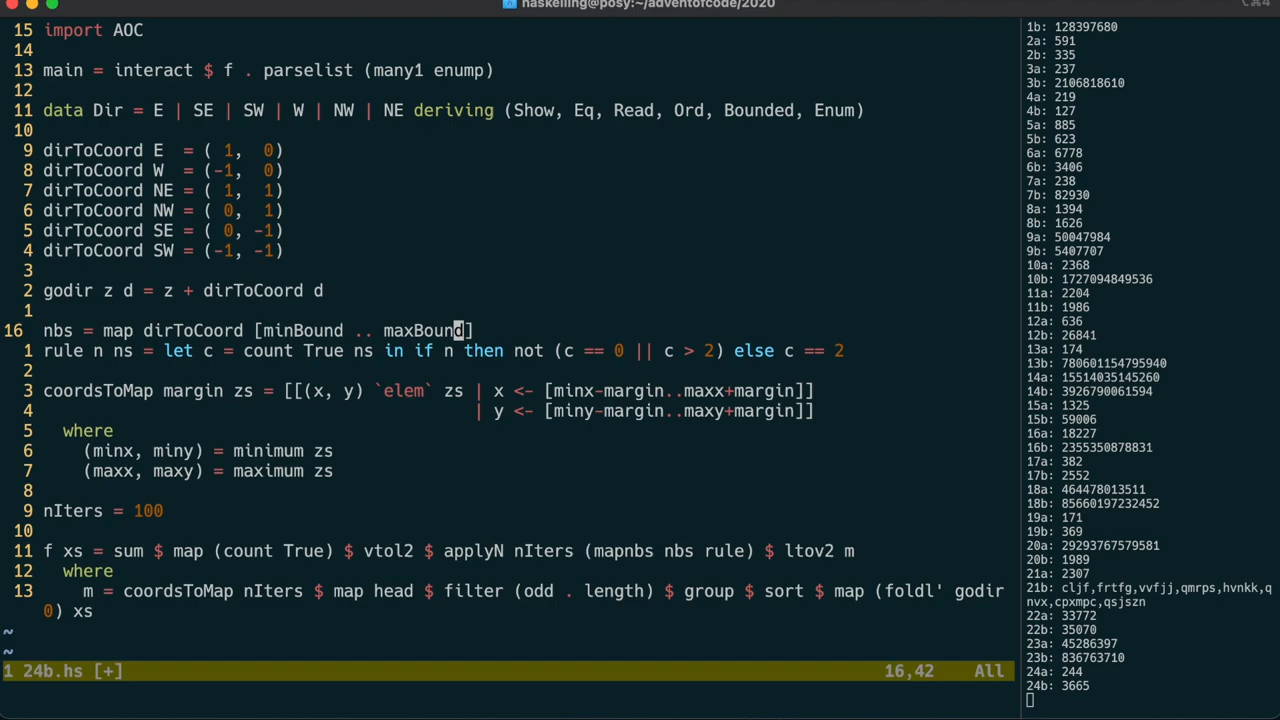 haskelling@posy:~/adventofcode/2020
⌥⌘4
15 import AOC
14
13 main = interact $ f . parselist (many1 enump)
12
11 data Dir = E | SE | SW | W | NW | NE deriving (Show, Eq, Read, Ord, Bounded, Enum)
10
9 dirToCoord E  = ( 1,  0)
8 dirToCoord W  = (-1,  0)
7 dirToCoord NE = ( 1,  1)
6 dirToCoord NW = ( 0,  1)
5 dirToCoord SE = ( 0, -1)
4 dirToCoord SW = (-1, -1)
3
2 godir z d = z + dirToCoord d
1
16 nbs = map dirToCoord [minBound .. maxBound]
1 rule n ns = let c = count True ns in if n then not (c == 0 || c > 2) else c == 2
2
3 coordsToMap margin zs = [[(x, y) `elem` zs | x <- [minx-margin..maxx+margin]]
4 | y <- [miny-margin..maxy+margin]]
5 where
6 (minx, miny) = minimum zs
7 (maxx, maxy) = maximum zs
8
9 nIters = 100
10
11 f xs = sum $ map (count True) $ vtol2 $ applyN nIters (mapnbs nbs rule) $ ltov2 m
12 where
13 m = coordsToMap nIters $ map head $ filter (odd . length) $ group $ sort $ map (foldl' godir
0) xs
~
~
1 24b.hs [+] 16,42 All
1b: 128397680
2a: 591
2b: 335
3a: 237
3b: 2106818610
4a: 219
4b: 127
5a: 885
5b: 623
6a: 6778
6b: 3406
7a: 238
7b: 82930
8a: 1394
8b: 1626
9a: 50047984
9b: 5407707
10a: 2368
10b: 1727094849536
11a: 2204
11b: 1986
12a: 636
12b: 26841
13a: 174
13b: 780601154795940
14a: 15514035145260
14b: 3926790061594
15a: 1325
15b: 59006
16a: 18227
16b: 2355350878831
17a: 382
17b: 2552
18a: 464478013511
18b: 85660197232452
19a: 171
19b: 369
20a: 29293767579581
20b: 1989
21a: 2307
21b: cljf,frtfg,vvfjj,qmrps,hvnkk,q
nvx,cpxmpc,qsjszn
22a: 33772
22b: 35070
23a: 45286397
23b: 836763710
24a: 244
24b: 3665